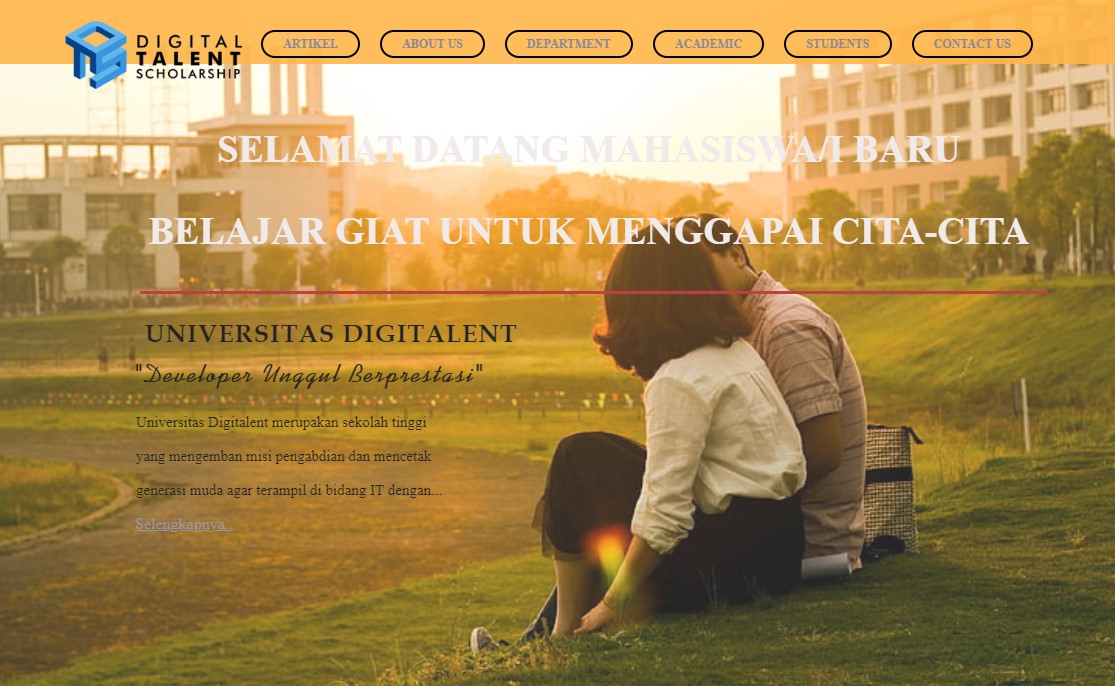 DIGITAL
TALENT
SCHOLARSHIP
ARTIKEL
ABOUT US
DEPARTMENT
ACADEMIC
STUDENTS
CONTACT US
SELAMAT DATANG MAHASISWA/I BARU
BELAJAR GIAT UNTUK MENGGAPAI CITA-CITA
UNIVERSITAS DIGITALENT
"Developer Unggul Berprestasi"
Universitas Digitalent merupakan sekolah tinggi
yang mengemban misi pengabdian dan mencetak
generasi muda agar terampil di bidang IT dengan...
Selengkapnya..